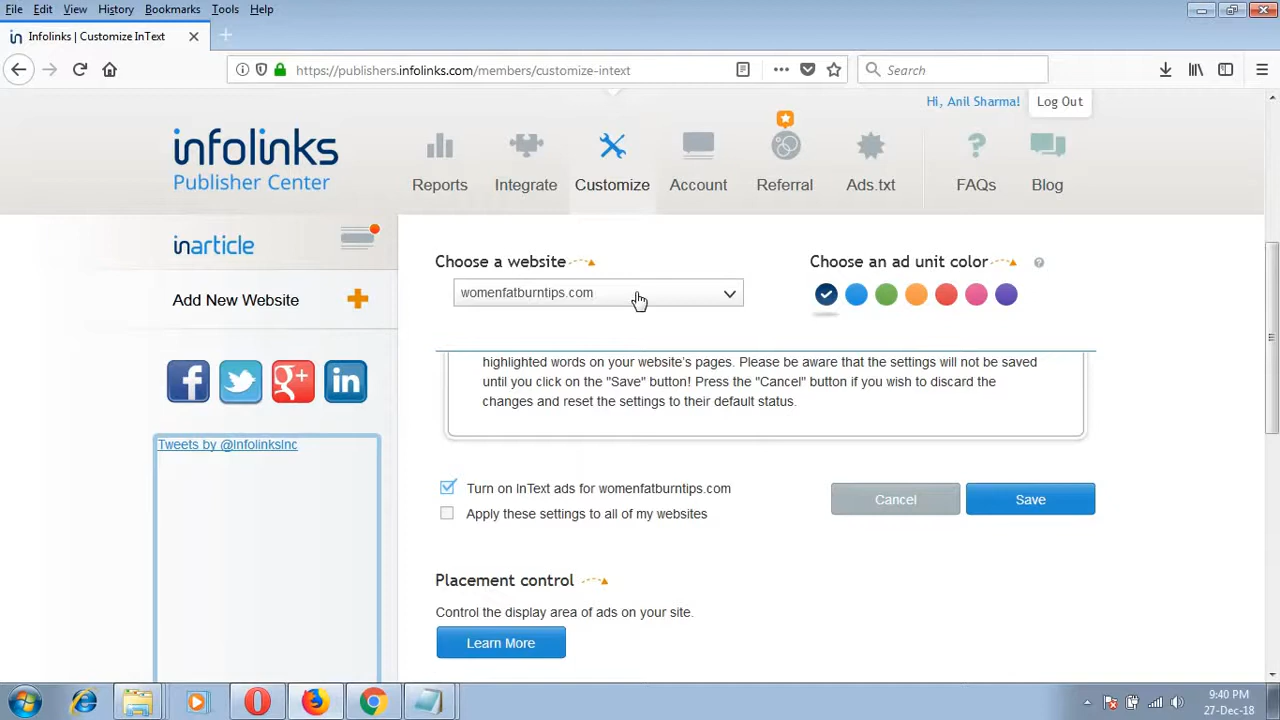 File Edit View History Bookmarks Tools Help
in Infolinks | Customize InText
https://publishers.infolinks.com/members/customize-intext
Search
Hi, Anil Sharma! Log Out
infolinks
Publisher Center
Reports Integrate Customize Account Referral Ads.txt FAQs Blog
inarticle
Add New Website
Choose a website
Choose an ad unit color ?
womenfatburntips.com
highlighted words on your website's pages. Please be aware that the settings will not be saved
until you click on the "Save" button! Press the "Cancel" button if you wish to discard the
changes and reset the settings to their default status.
Tweets by @InfolinksInc
Turn on InText ads for womenfatburntips.com
Apply these settings to all of my websites
Cancel Save
Placement control
Control the display area of ads on your site.
Learn More
9:40 PM
27-Dec-18